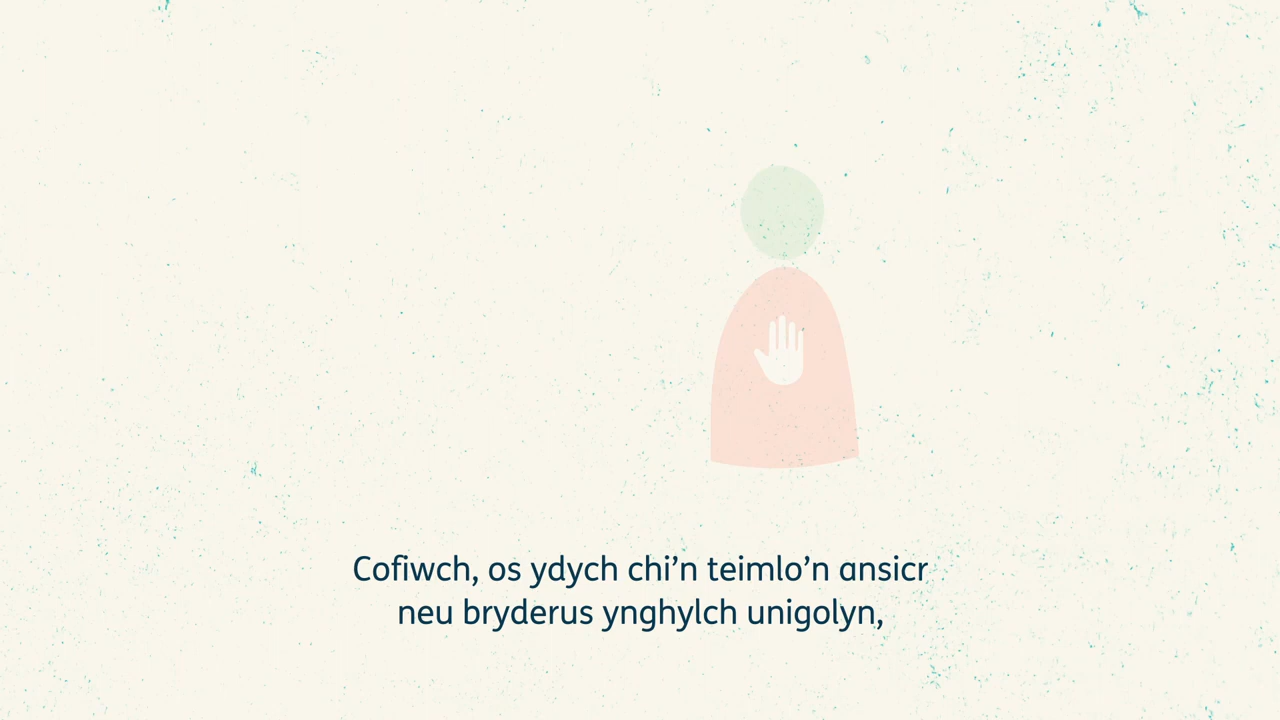 Cofiwch, os ydych chi’n teimlo’n ansicr
neu bryderus ynghylch unigolyn,